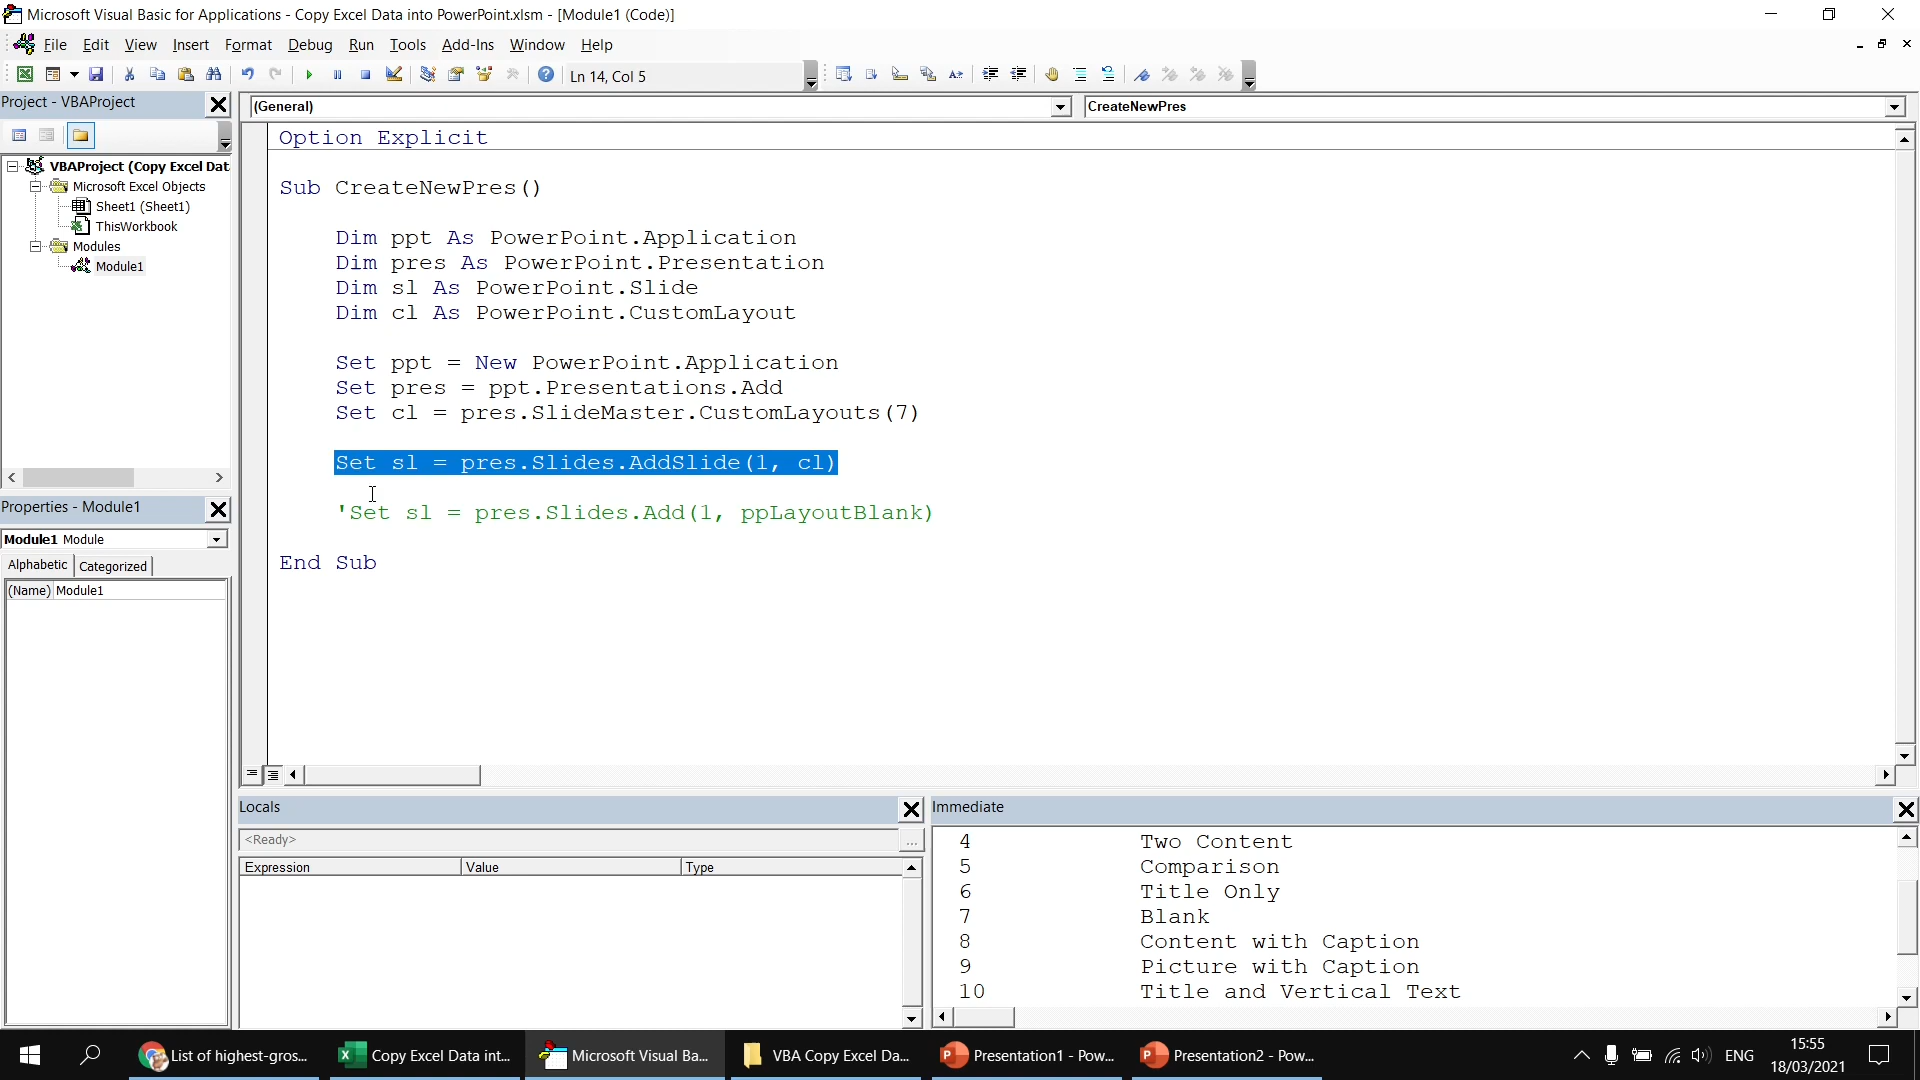 Microsoft Visual Basic for Applications - Copy Excel Data into PowerPoint.xlsm - [Module1 (Code)]
File Edit View Insert Format Debug Run Tools Add-Ins Window Help
Ln 14, Col 5
Project - VBAProject
VBAProject (Copy Excel Dat
Microsoft Excel Objects
Sheet1 (Sheet1)
ThisWorkbook
Modules
Module1
Properties - Module1
Module1 Module
Alphabetic Categorized
(Name) Module1
(General) CreateNewPres
Option Explicit
Sub CreateNewPres()
Dim ppt As PowerPoint.Application
Dim pres As PowerPoint.Presentation
Dim sl As PowerPoint.Slide
Dim cl As PowerPoint.CustomLayout
Set ppt = New PowerPoint.Application
Set pres = ppt.Presentations.Add
Set cl = pres.SlideMaster.CustomLayouts(7)
Set sl = pres.Slides.AddSlide(1, cl)
'Set sl = pres.Slides.Add(1, ppLayoutBlank)
End Sub
Locals
<Ready>
...
Expression Value Type
Immediate
4 Two Content
5 Comparison
6 Title Only
7 Blank
8 Content with Caption
9 Picture with Caption
10 Title and Vertical Text
List of highest-gros... Copy Excel Data int... Microsoft Visual Ba... VBA Copy Excel Da... Presentation1 - Pow... Presentation2 - Pow...
ENG
15:55
18/03/2021